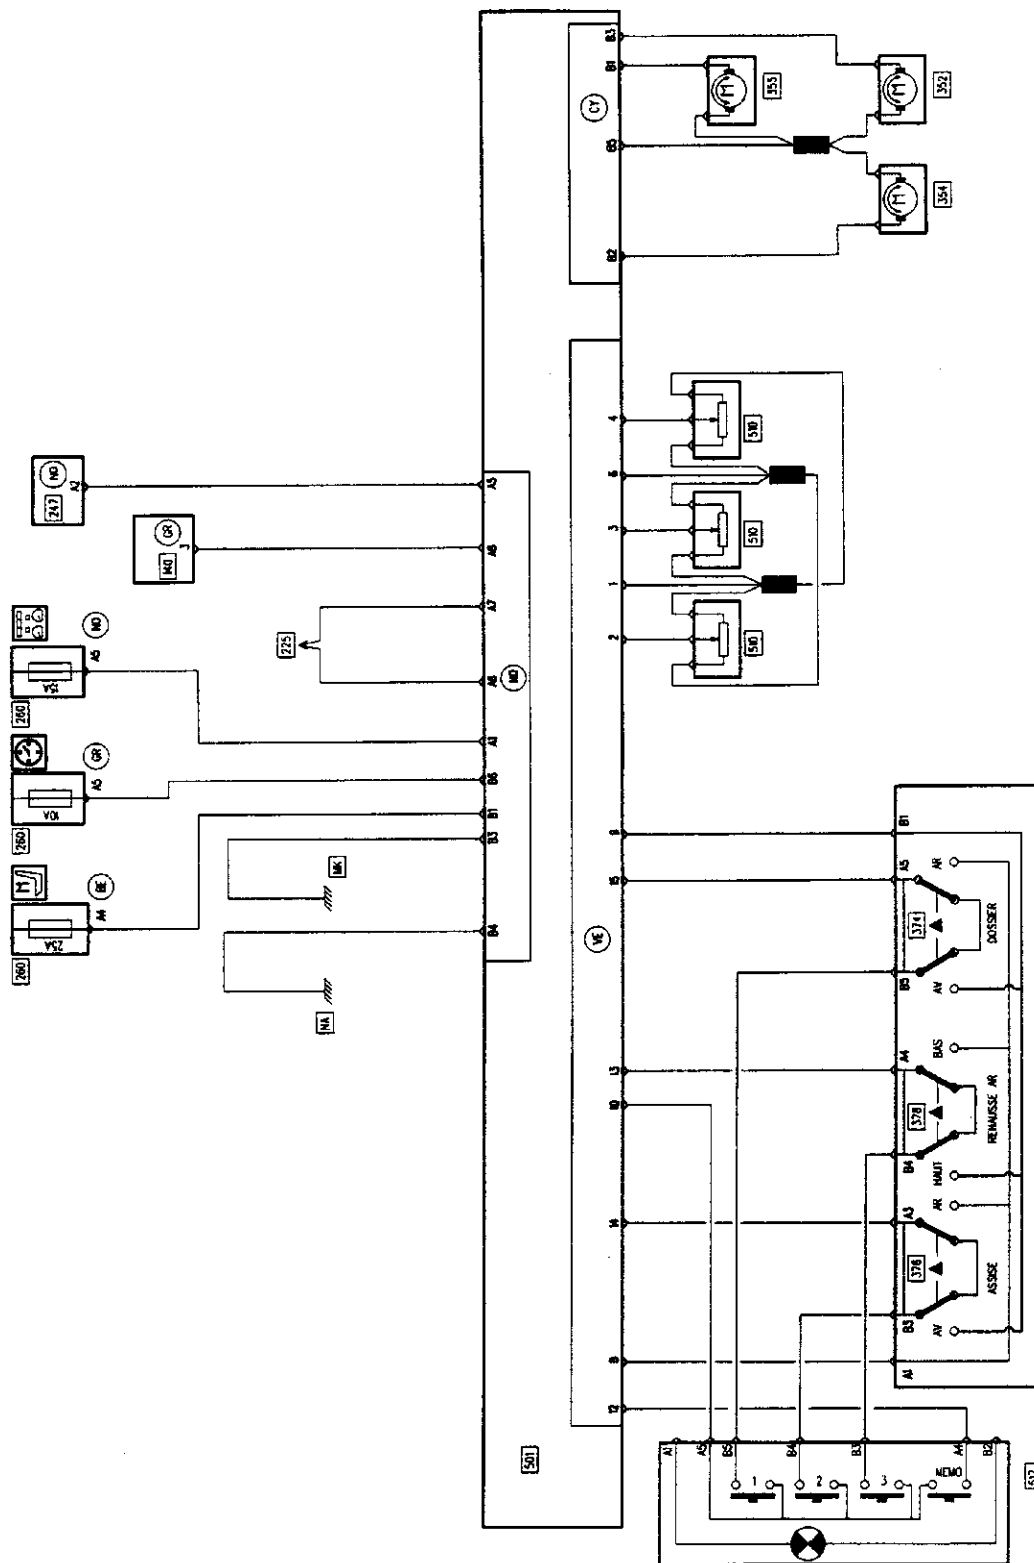 B3
B1
CY
B5
B2
M
353
M
352
M
354
NO
A2
247
GR
3
140
A5
A8
A7
A6
225
NO
A5
15A
260
GR
A5
10A
260
M
BE
A4
25A
260
A1
B6
B1
B3
B4
NO
MK
NA
4
6
3
1
2
510
510
510
VE
9
15
13
10
14
8
12
501
B1
A5
AR
374
DOSSIER
B5
AV
A4
BAS
378
REHAUSSE AR
B4
HAUT
A3
AR
376
ASSISE
B3
AV
A1
A1
A5
B5
B4
B3
A4
B2
1
2
3
MEMO